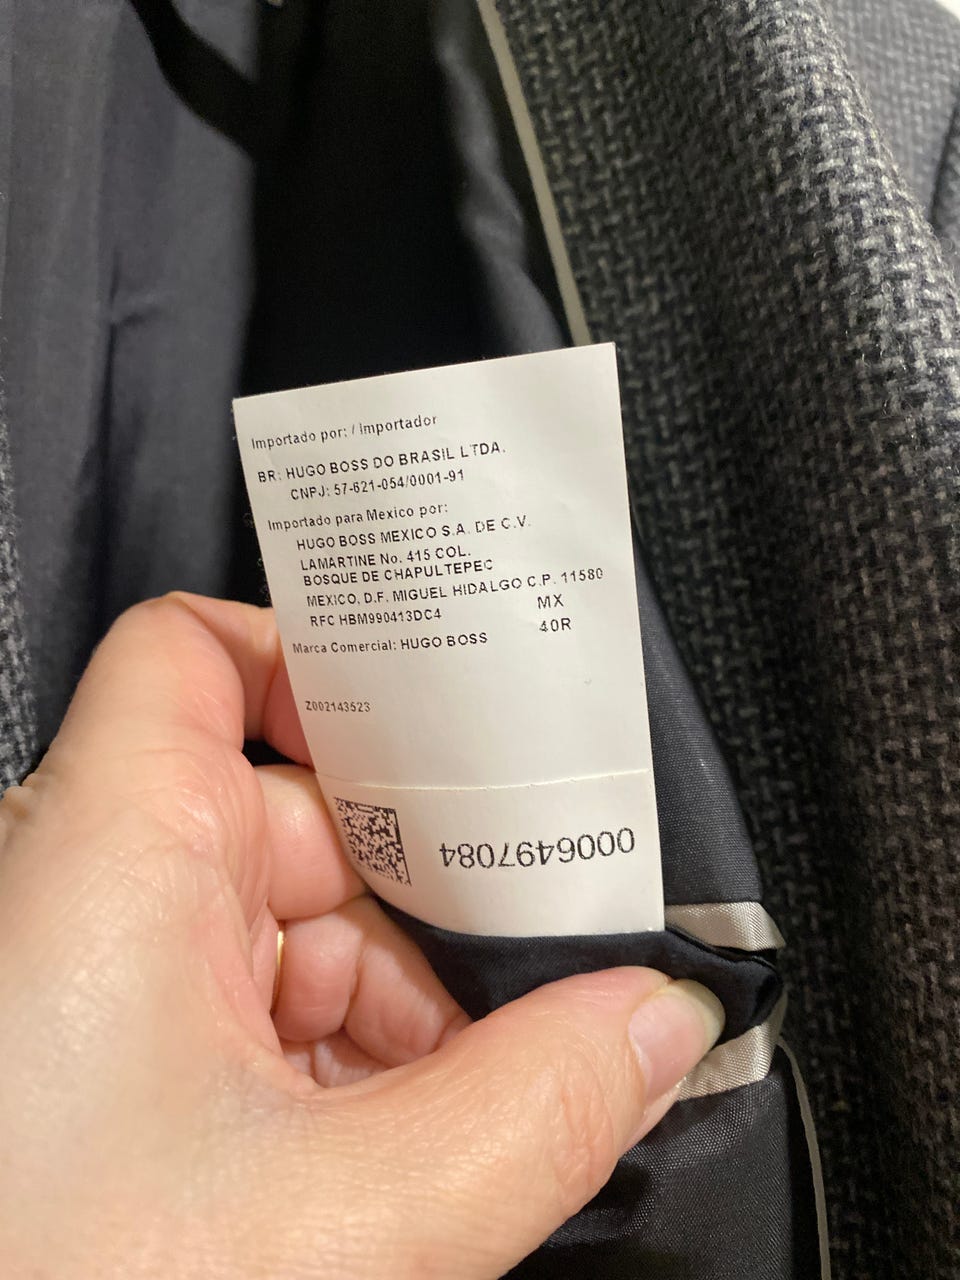 Importado por: / Importador
BR: HUGO BOSS DO BRASIL LTDA.
CNPJ: 57-621-054/0001-91
Importado para Mexico por:
HUGO BOSS MEXICO S.A. DE C.V.
LAMARTINE No. 415 COL.
BOSQUE DE CHAPULTEPEC
MEXICO, D.F. MIGUEL HIDALGO C.P. 11580
RFC HBM990413DC4 MX
40R
Marca Comercial: HUGO BOSS
Z002143523
0006497084